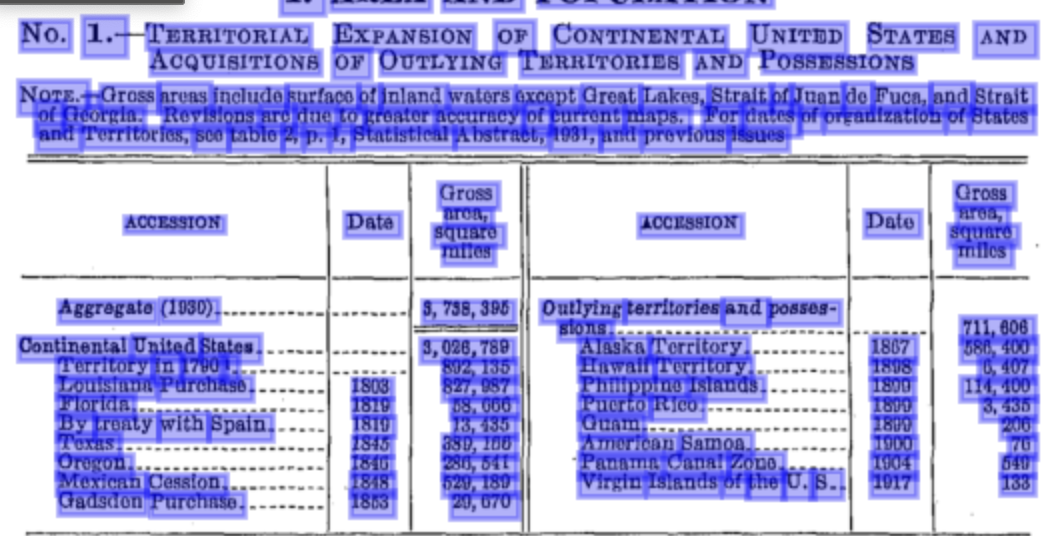 1. AREA AND POPULATION
No. 1.—TERRITORIAL EXPANSION OF CONTINENTAL UNITED STATES AND
ACQUISITIONS OF OUTLYING TERRITORIES AND POSSESSIONS
NOTE.—Gross areas include surface of inland waters except Great Lakes, Strait of Juan de Fuca, and Strait
of Georgia. Revisions are due to greater accuracy of current maps. For dates of organization of States
and Territories, see table 2, p. 1, Statistical Abstract, 1931, and previous issues
ACCESSION Date Gross area, square miles
Aggregate (1930) 3,738,395
Continental United States 3,026,789
Territory in 1790 892,135
Louisiana Purchase 1803 827,987
Florida 1819 58,666
By treaty with Spain 1819 13,435
Texas 1845 389,166
Oregon 1846 286,541
Mexican Cession 1848 529,189
Gadsden Purchase 1853 29,670
ACCESSION Date Gross area, square miles
Outlying territories and posses-
sions 711,606
Alaska Territory 1867 586,400
Hawaii Territory 1898 6,407
Philippine Islands 1899 114,400
Puerto Rico 1899 3,435
Guam 1899 206
American Samoa 1900 76
Panama Canal Zone 1904 549
Virgin Islands of the U. S. 1917 133